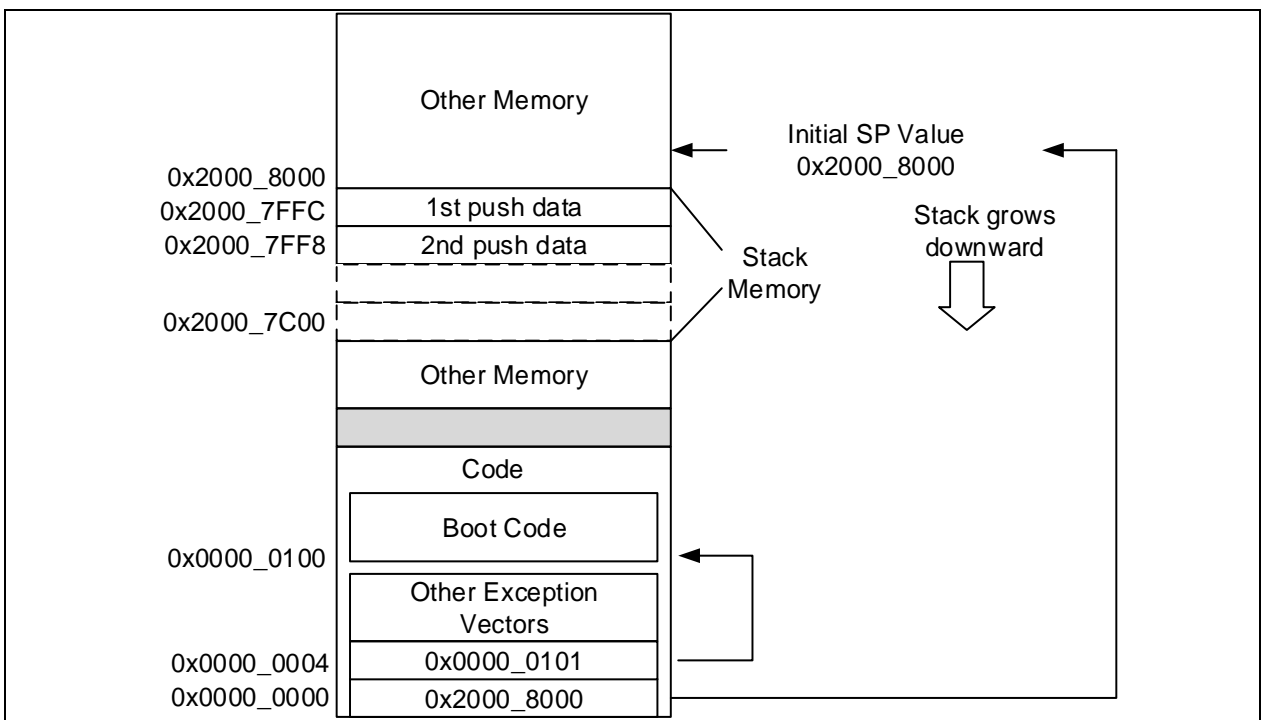 Other Memory
Initial SP Value
0x2000_8000
0x2000_8000
0x2000_7FFC
1st push data
0x2000_7FF8
2nd push data
Stack grows
downward
Stack
Memory
0x2000_7C00
Other Memory
Code
Boot Code
0x0000_0100
Other Exception
Vectors
0x0000_0004
0x0000_0101
0x0000_0000
0x2000_8000